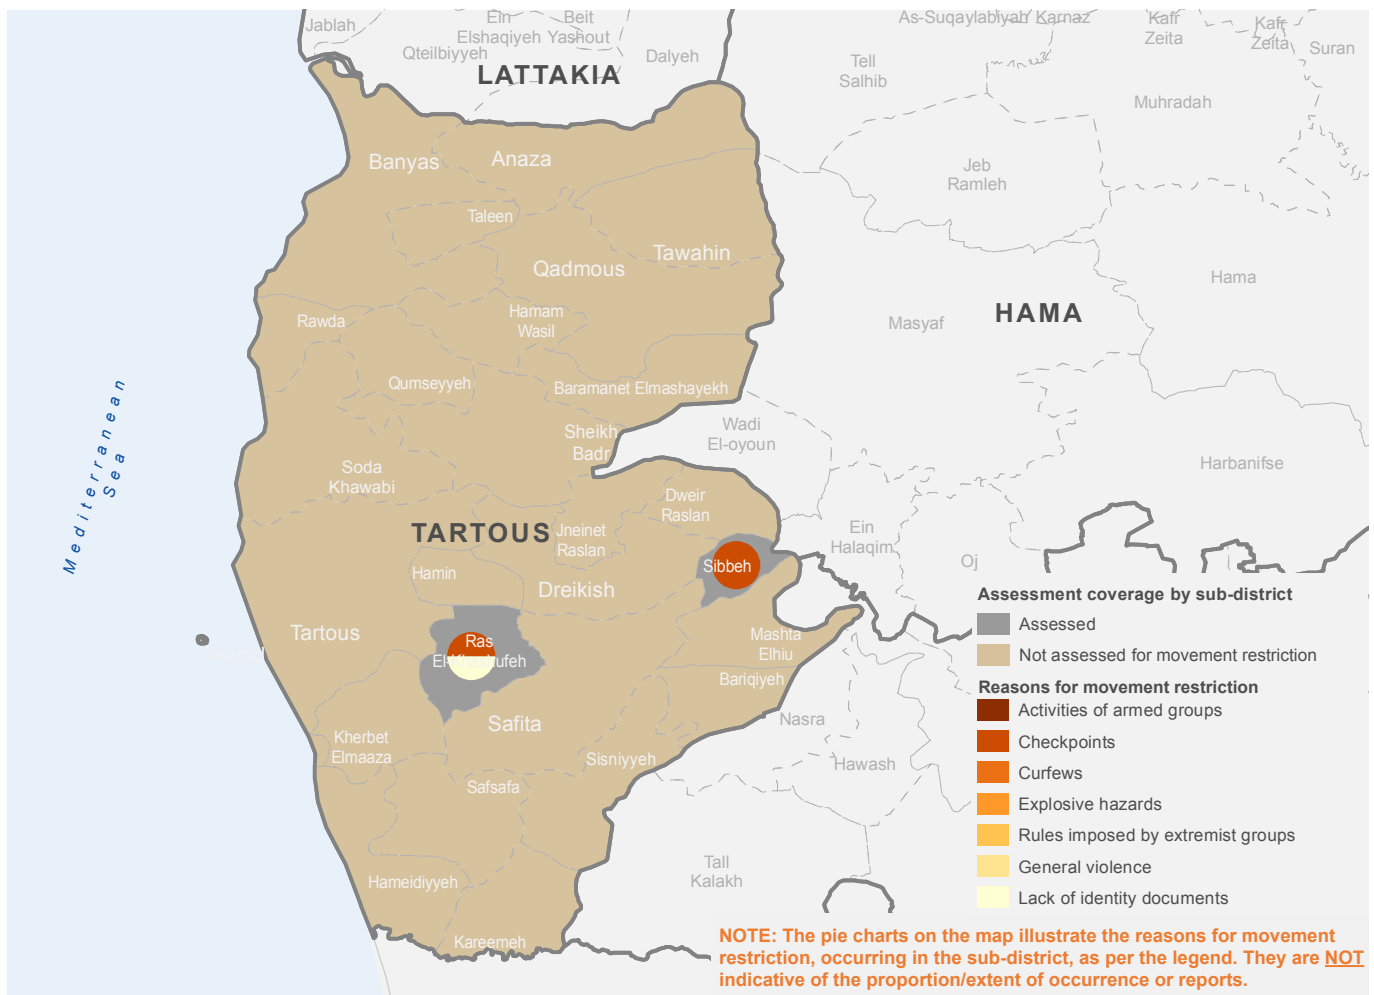 Jablah
Ein
Elshaqiyeh
Beit
Yashout
Qteilbiyyeh
Dalyeh
LATTAKIA
As-Suqaylabiyah
Karnaz
Kafr
Zeita
Kafr
Zeita
Suran
Tell
Salhib
Muhradah
Jeb
Ramleh
Banyas
Anaza
Taleen
Tawahin
Qadmous
Hama
Hamam
Wasil
Rawda
Masyaf
HAMA
Qumseyyeh
Baramanet Elmashayekh
Mediterranean
Sea
Sheikh
Badr
Wadi
El-oyoun
Harbanifse
Soda
Khawabi
Dweir
Raslan
TARTOUS
Jneinet
Raslan
Ein
Halaqim
Oj
Hamin
Sibbeh
Dreikish
Tartous
Ras
El-Khashufeh
Mashta
Elhiu
Bariqiyeh
Safita
Nasra
Kherbet
Elmaaza
Sisniyyeh
Hawash
Safsafa
Tall
Kalakh
Hameidiyyeh
Kareemeh
Assessment coverage by sub-district
Assessed
Not assessed for movement restriction
Reasons for movement restriction
Activities of armed groups
Checkpoints
Curfews
Explosive hazards
Rules imposed by extremist groups
General violence
Lack of identity documents
NOTE: The pie charts on the map illustrate the reasons for movement
restriction, occurring in the sub-district, as per the legend. They are NOT
indicative of the proportion/extent of occurrence or reports.